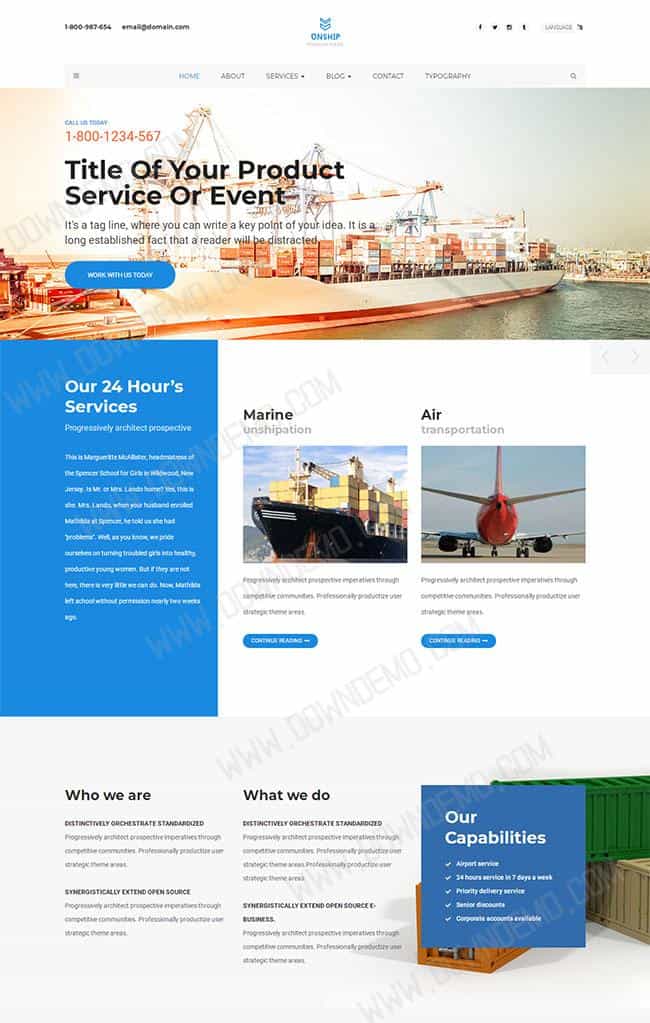 1-800-987-654 email@domain.com
ONSHIP
LANGUAGE
HOME ABOUT SERVICES BLOG CONTACT TYPOGRAPHY
CALL US TODAY
1-800-1234-567
Title Of Your Product
Service Or Event
It's a tag line, where you can write a key point of your idea. It is a
long established fact that a reader will be distracted.
WORK WITH US TODAY
Our 24 Hour's
Services
Progressively architect prospective
This is Margueritte McAllister, headmistress of
the Spencer School for Girls in Wildwood, New
Jersey. Is Mr. or Mrs. Lando home? Yes, this is
she. Mrs. Lando, when your husband enrolled
Mathilda at Spencer, he told us she had
"problems". Well, as you know, we pride
ourselves on turning troubled girls into healthy,
productive young women. But if they are not
here, there is very little we can do. Now, Mathilda
left achool without permission nearly two weeks
ago.
Marine
unshipation
Progressively architect prospective imperatives through
competitive communities. Professionally productize user
strategic theme areas.
CONTINUE READING
Air
transportation
Progressively architect prospective imperatives through
competitive communities. Professionally productize user
strategic theme areas.
CONTINUE READING
Who we are
DISTINCTIVELY ORCHESTRATE STANDARDIZED
Progressively architect prospective imperatives through
competitive communities. Professionally productize user
strategic theme areas.
SYNERGISTICALLY EXTEND OPEN SOURCE
Progressively architect prospective imperatives through
competitive communities. Professionally productize user
strategic theme areas.
What we do
DISTINCTIVELY ORCHESTRATE STANDARDIZED
Progressively architect prospective imperatives through
competitive communities. Professionally productize user
strategic theme areas.Professionally productize user
strategic theme areas.
SYNERGISTICALLY EXTEND OPEN SOURCE E-
BUSINESS.
Progressively architect prospective imperatives through
competitive communities. Professionally productize user
strategic theme areas.
Our
Capabilities
Airport service
24 hours service in 7 days a week
Priority delivery service
Senior discounts
Corporate accounts available
WWW.DOWNDEMO.COM
WWW.DOWNDEMO.COM
WWW.DOWNDEMO.COM
WWW.DOWNDEMO.COM
WWW.DOWNDEMO.COM